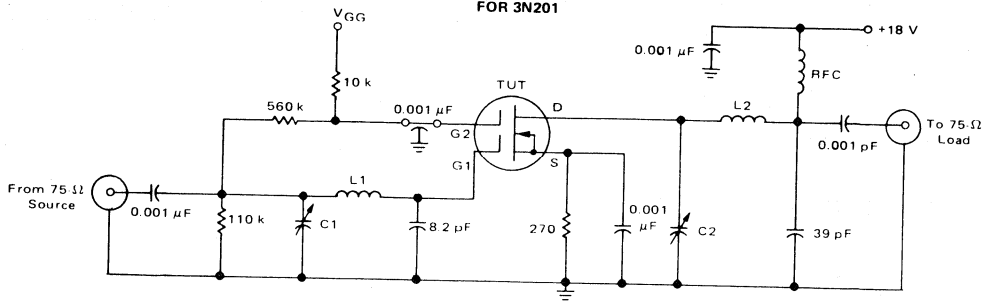 FOR 3N201
VGG
+18 V
0.001 µF
RFC
10 k
TUT
560 k
0.001 µF
D
L2
G2
To 75-Ω
Load
0.001 pF
G1
S
From 75-Ω
Source
L1
0.001 µF
110 k
C1
8.2 pF
270
0.001
µF
C2
39 pF